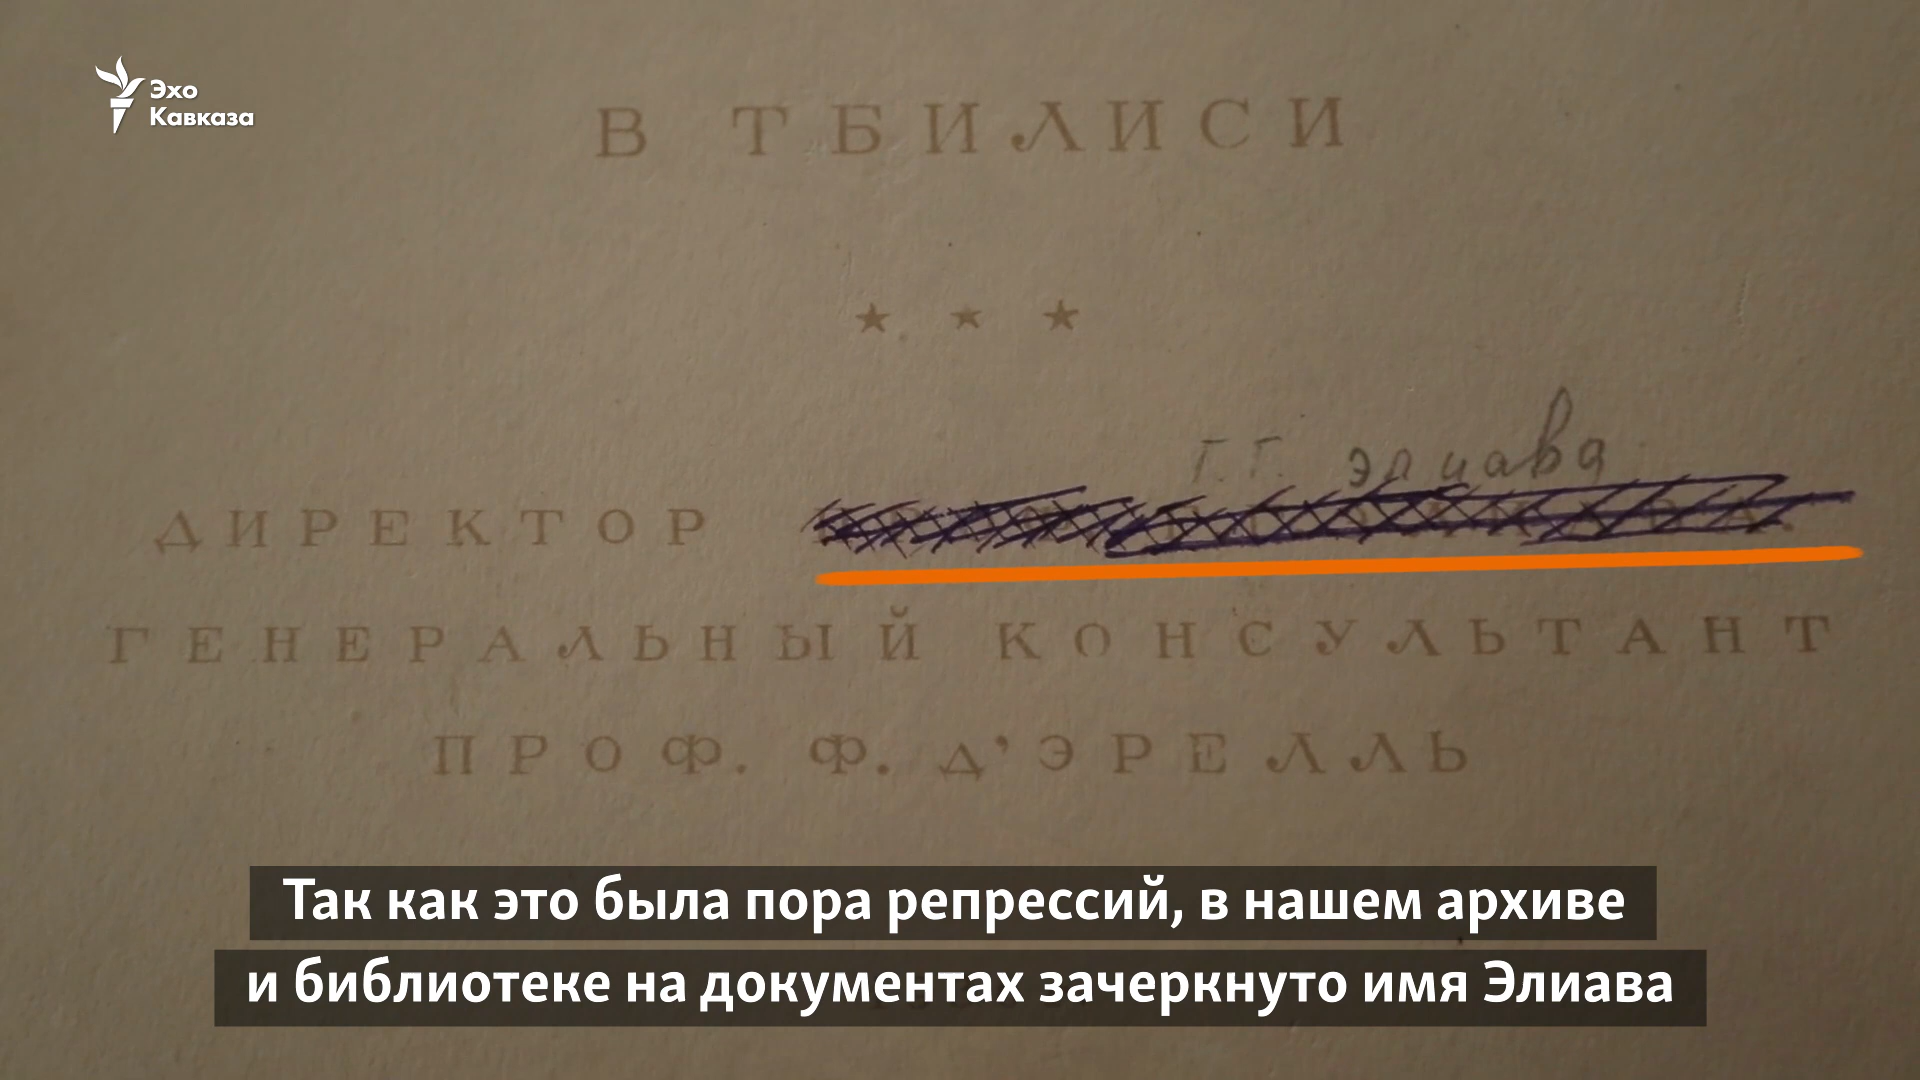 Эхо
Кавказа
В ТБИЛИСИ
Г.Г. Элиава
ДИРЕКТОР
ГЕНЕРАЛЬНЫЙ КОНСУЛЬТАНТ
ПРОФ. Ф. Д'ЭРЕЛЛЬ
Так как это была пора репрессий, в нашем архиве
и библиотеке на документах зачеркнуто имя Элиава